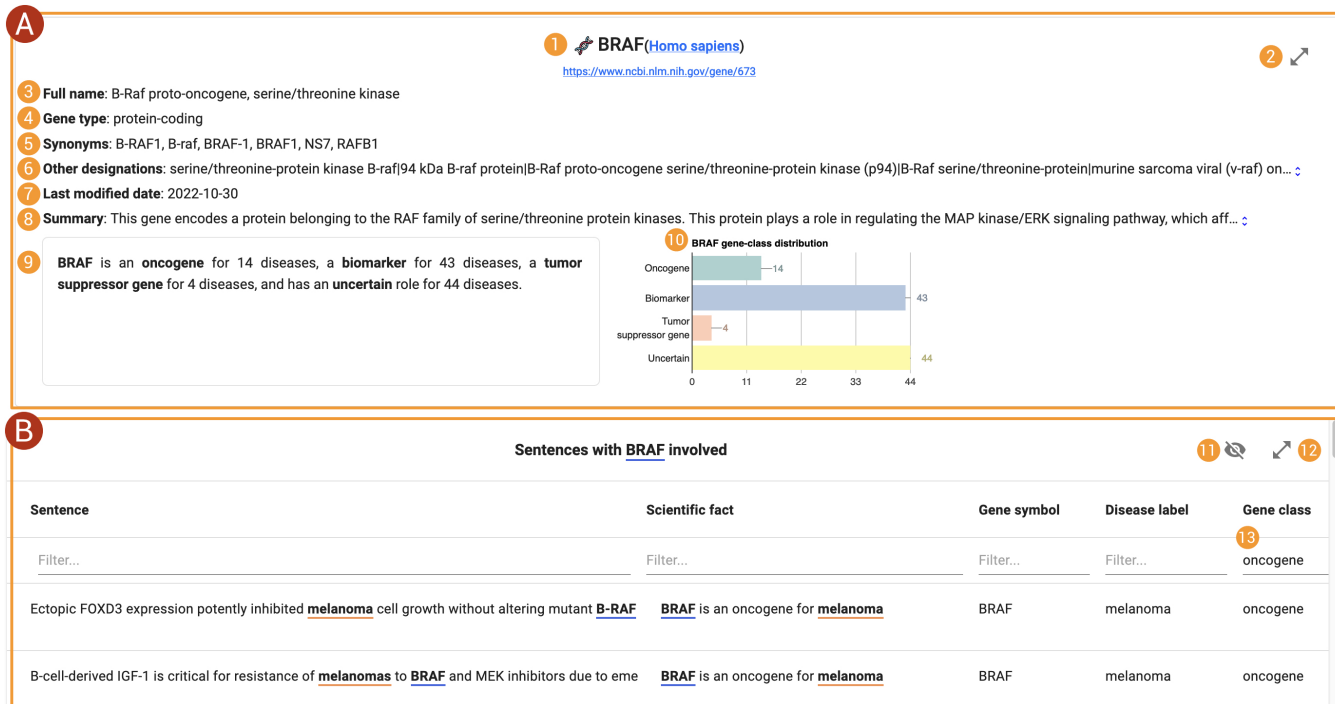 A
1 BRAF(Homo sapiens)
2
https://www.ncbi.nlm.nih.gov/gene/673
3 Full name: B-Raf proto-oncogene, serine/threonine kinase
4 Gene type: protein-coding
5 Synonyms: B-RAF1, B-raf, BRAF-1, BRAF1, NS7, RAFB1
6 Other designations: serine/threonine-protein kinase B-raf|94 kDa B-raf protein|B-Raf proto-oncogene serine/threonine-protein kinase (p94)|B-Raf serine/threonine-protein|murine sarcoma viral (v-raf) on...
7 Last modified date: 2022-10-30
8 Summary: This gene encodes a protein belonging to the RAF family of serine/threonine protein kinases. This protein plays a role in regulating the MAP kinase/ERK signaling pathway, which aff...
9 BRAF is an oncogene for 14 diseases, a biomarker for 43 diseases, a tumor
suppressor gene for 4 diseases, and has an uncertain role for 44 diseases.
10 BRAF gene-class distribution
Oncogene 14
Biomarker 43
Tumor
suppressor gene 4
Uncertain 44
0 11 22 33 44
B
Sentences with BRAF involved
11 12
Sentence Scientific fact Gene symbol Disease label Gene class
13
Filter... Filter... Filter... Filter... oncogene
Ectopic FOXD3 expression potently inhibited melanoma cell growth without altering mutant B-RAF BRAF is an oncogene for melanoma BRAF melanoma oncogene
B-cell-derived IGF-1 is critical for resistance of melanomas to BRAF and MEK inhibitors due to eme BRAF is an oncogene for melanoma BRAF melanoma oncogene